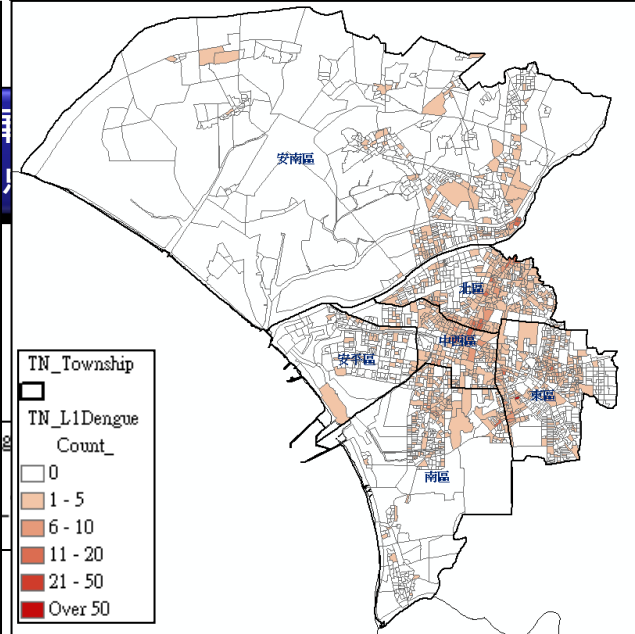 安南區
北區
中西區
安平區
東區
南區
TN_Township
TN_L1Dengue
Count_
0
1 - 5
6 - 10
11 - 20
21 - 50
Over 50